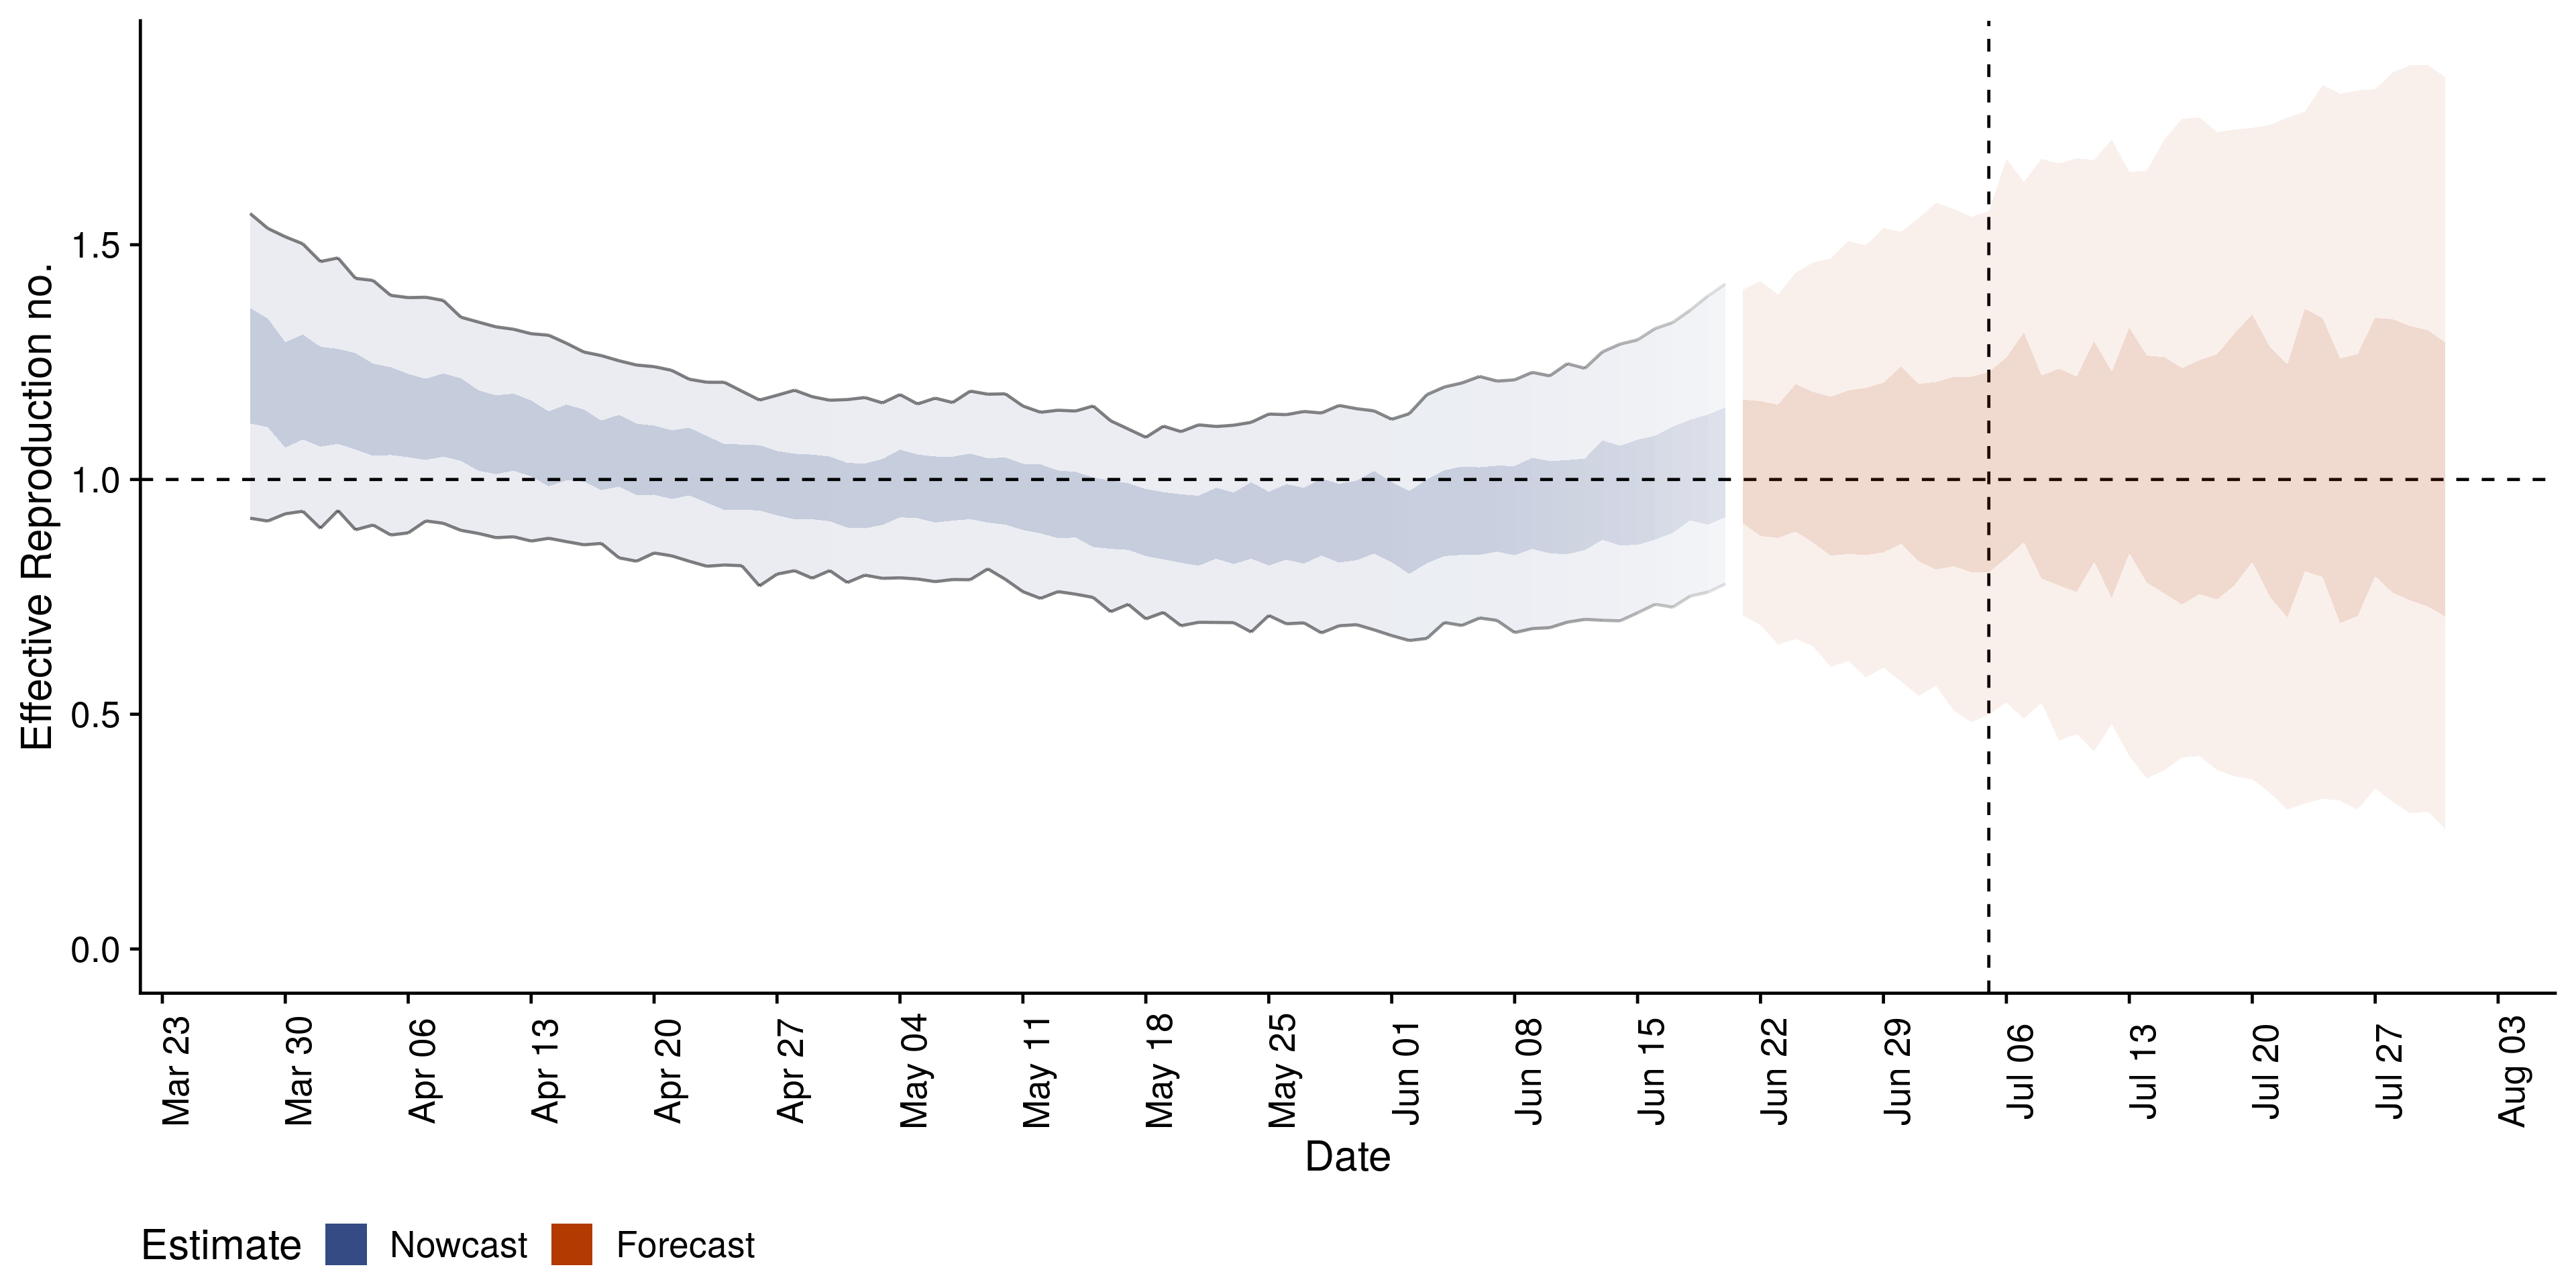 Effective Reproduction no.
1.5
1.0
0.5
0.0
Mar 23
Mar 30
Apr 06
Apr 13
Apr 20
Apr 27
May 04
May 11
May 18
May 25
Jun 01
Jun 08
Jun 15
Jun 22
Jun 29
Jul 06
Jul 13
Jul 20
Jul 27
Aug 03
Date
Estimate Nowcast Forecast